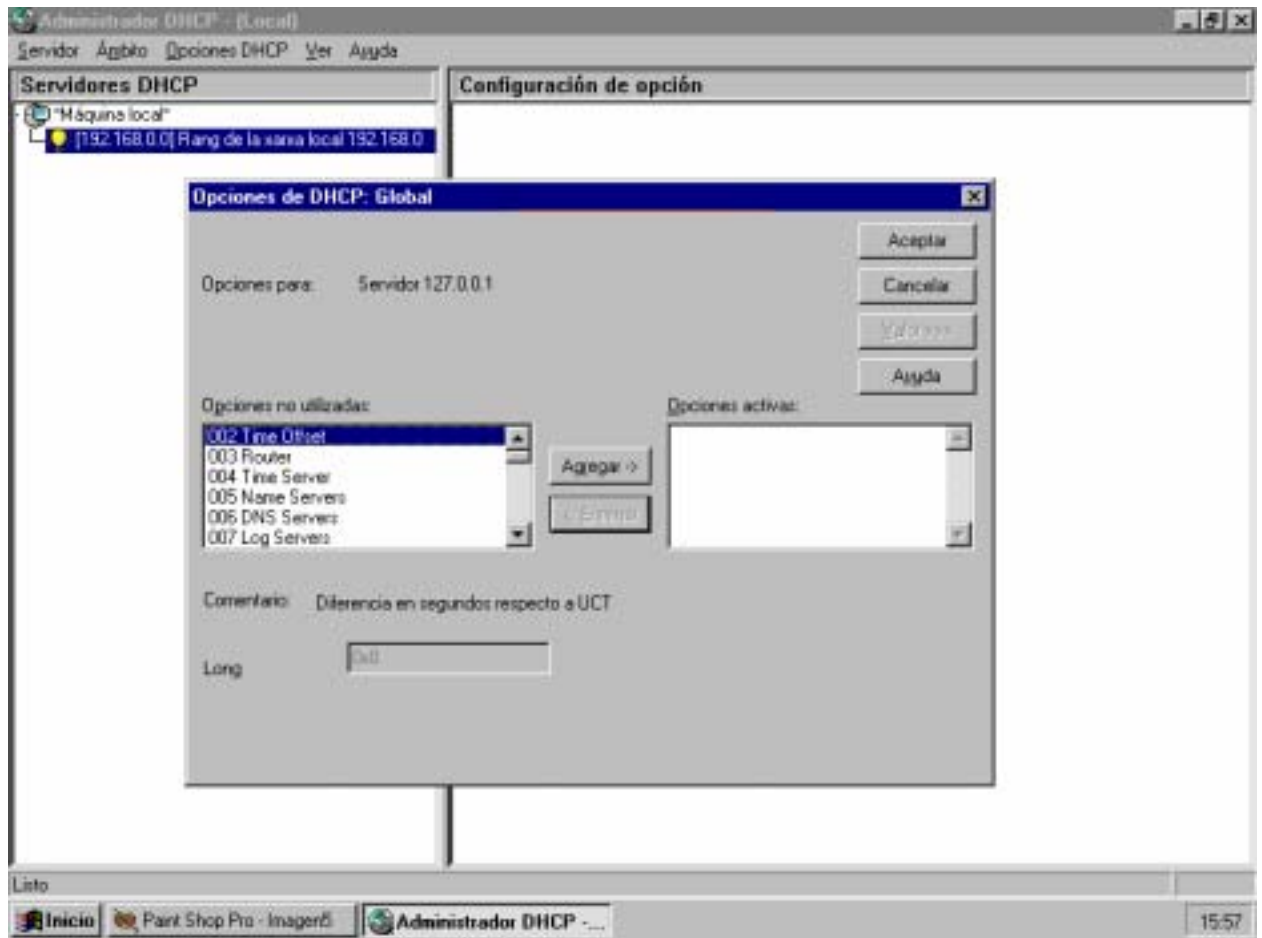 Administrador DHCP - (Local)
Servidor Ámbito Opciones DHCP Ver Ayuda
Servidores DHCP
Configuración de opción
"Máquina local"
[192.168.0.0] Rang de la xarxa local 192.168.0
Opciones de DHCP: Global
Aceptar
Opciones para: Servidor 127.0.0.1
Cancelar
Valor >>>
Ayuda
Opciones no utilizadas:
Opciones activas:
002 Time Offset
003 Router
004 Time Server
005 Name Servers
006 DNS Servers
007 Log Servers
Agregar ->
Comentario: Diferencia en segundos respecto a UCT
Long
0x0
Listo
Inicio
Paint Shop Pro - Imagen5
Administrador DHCP -...
15:57